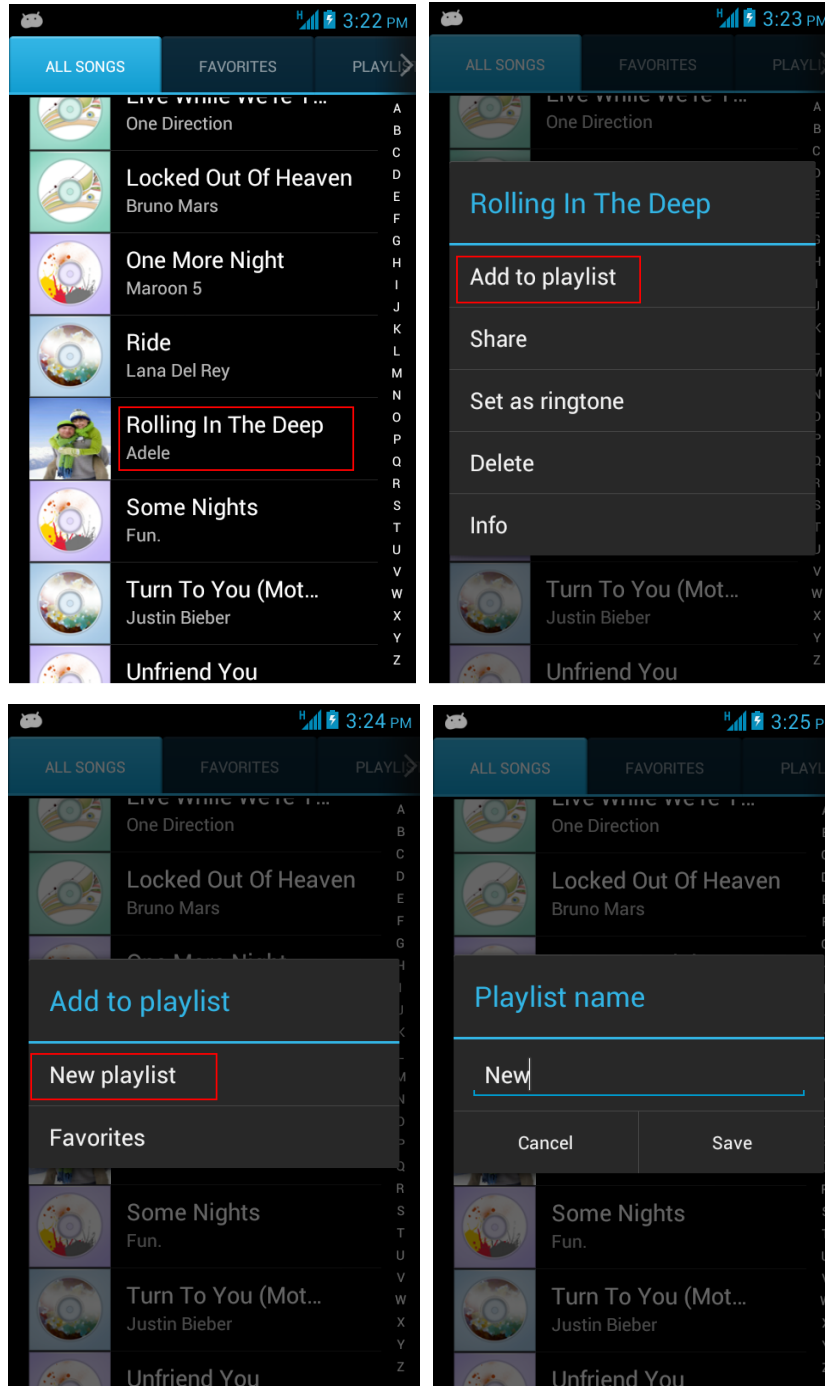 H 3:22 PM
ALL SONGS FAVORITES PLAYLI
One Direction
Locked Out Of Heaven
Bruno Mars
One More Night
Maroon 5
Ride
Lana Del Rey
Rolling In The Deep
Adele
Some Nights
Fun.
Turn To You (Mot...
Justin Bieber
Unfriend You
A
B
C
D
E
F
G
H
I
J
K
L
M
N
O
P
Q
R
S
T
U
V
W
X
Y
Z
H 3:23 PM
ALL SONGS FAVORITES PLAYLI
One Direction
Rolling In The Deep
Add to playlist
Share
Set as ringtone
Delete
Info
Turn To You (Mot...
Justin Bieber
Unfriend You
A
B
C
V
W
X
Y
Z
H 3:24 PM
ALL SONGS FAVORITES PLAYLI
One Direction
Locked Out Of Heaven
Bruno Mars
Add to playlist
New playlist
Favorites
Some Nights
Fun.
Turn To You (Mot...
Justin Bieber
Unfriend You
A
B
C
D
E
F
G
Q
R
S
T
U
V
W
X
Y
Z
H 3:25 P
ALL SONGS FAVORITES PLAYL
One Direction
Locked Out Of Heaven
Bruno Mars
Playlist name
New
Cancel Save
Some Nights
Fun.
Turn To You (Mot...
Justin Bieber
Unfriend You